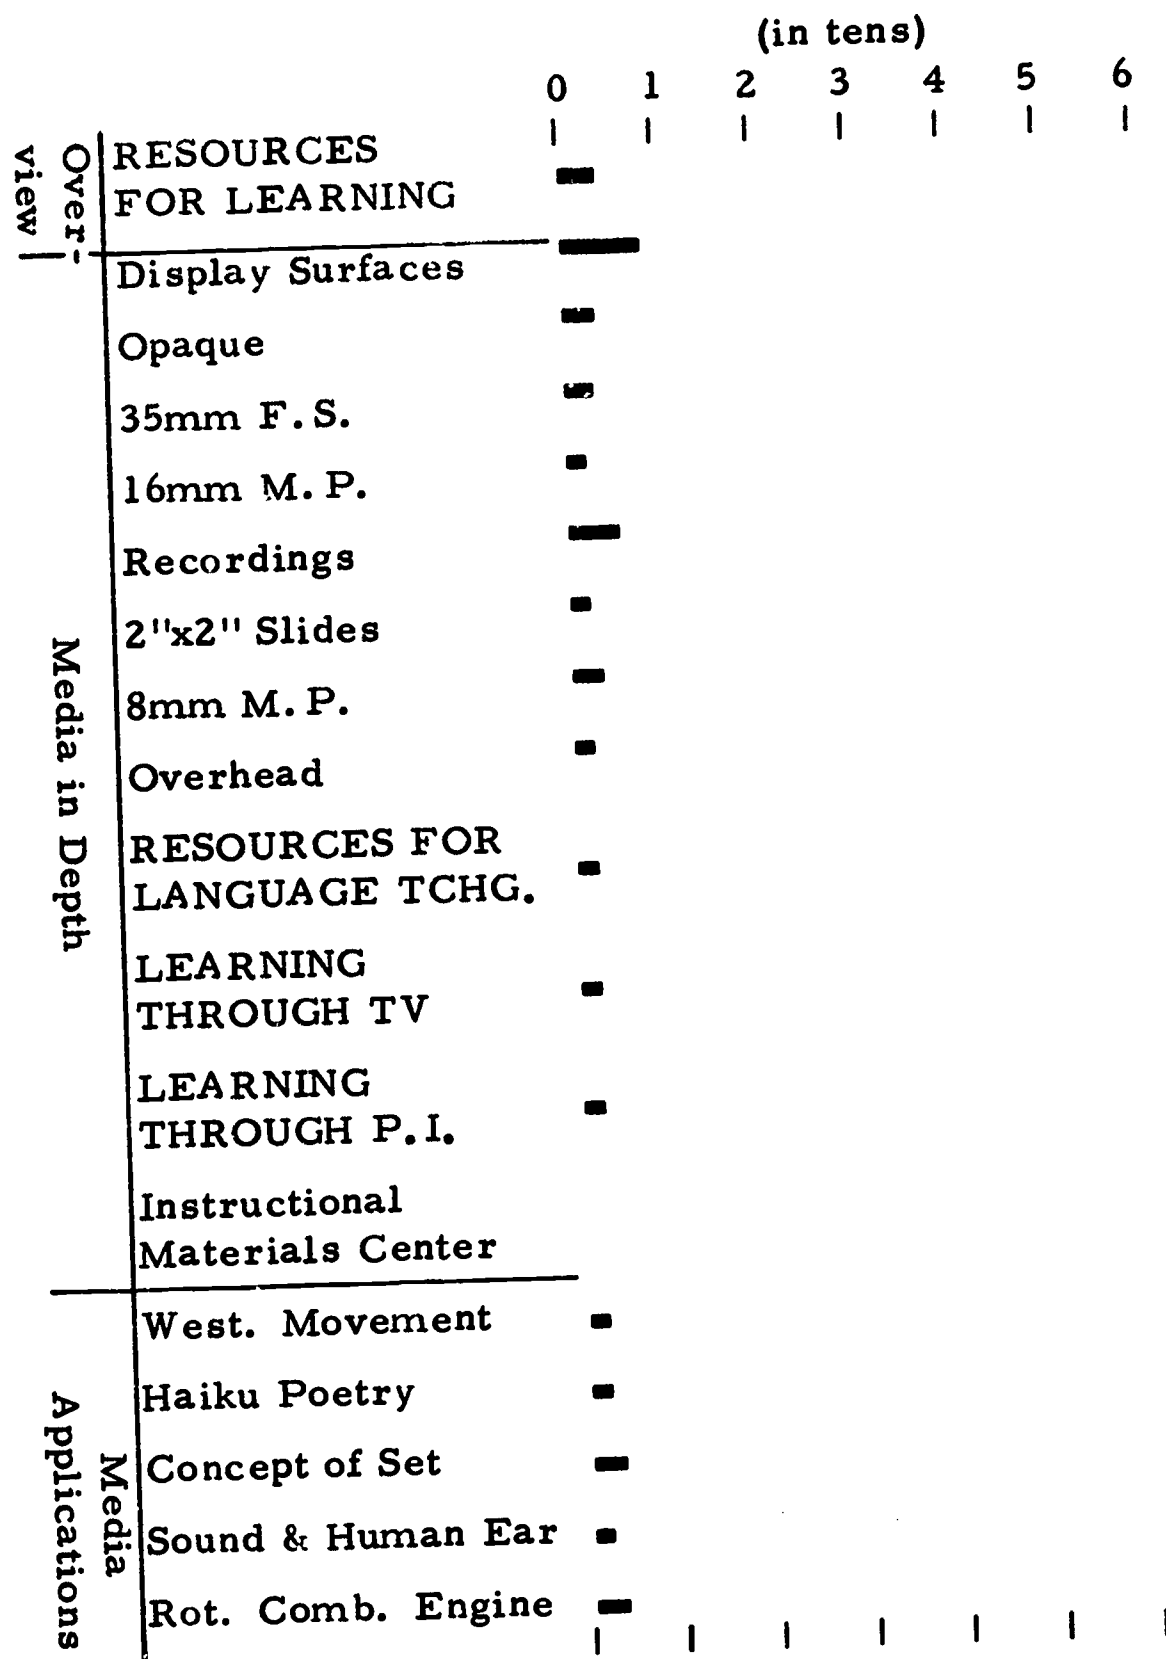 (in tens)
0 1 2 3 4 5 6
Over-
view
RESOURCES
FOR LEARNING
Display Surfaces
Opaque
35mm F.S.
16mm M. P.
Recordings
2"x2" Slides
8mm M. P.
Overhead
RESOURCES FOR
LANGUAGE TCHG.
LEARNING
THROUGH TV
LEARNING
THROUGH P.I.
Instructional
Materials Center
Media in Depth
West. Movement
Haiku Poetry
Concept of Set
Sound & Human Ear
Rot. Comb. Engine
Media
Applications